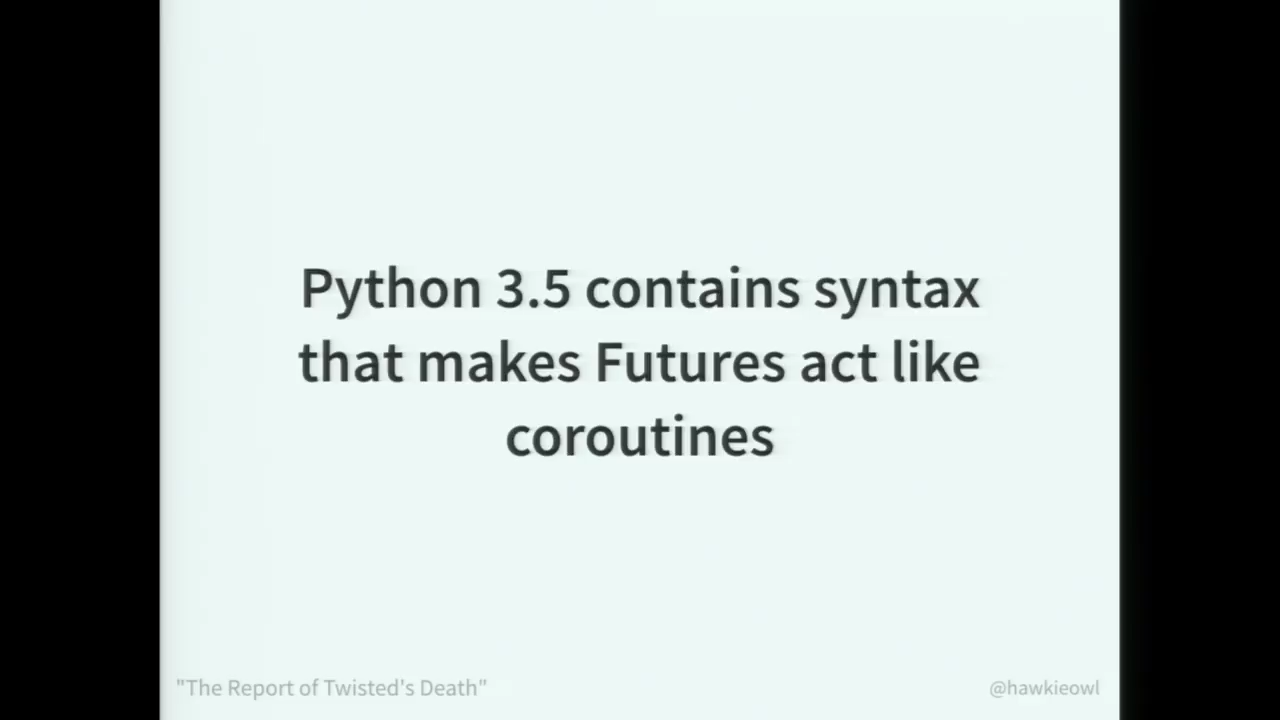 Python 3.5 contains syntax
that makes Futures act like
coroutines
"The Report of Twisted's Death"
@hawkieowl